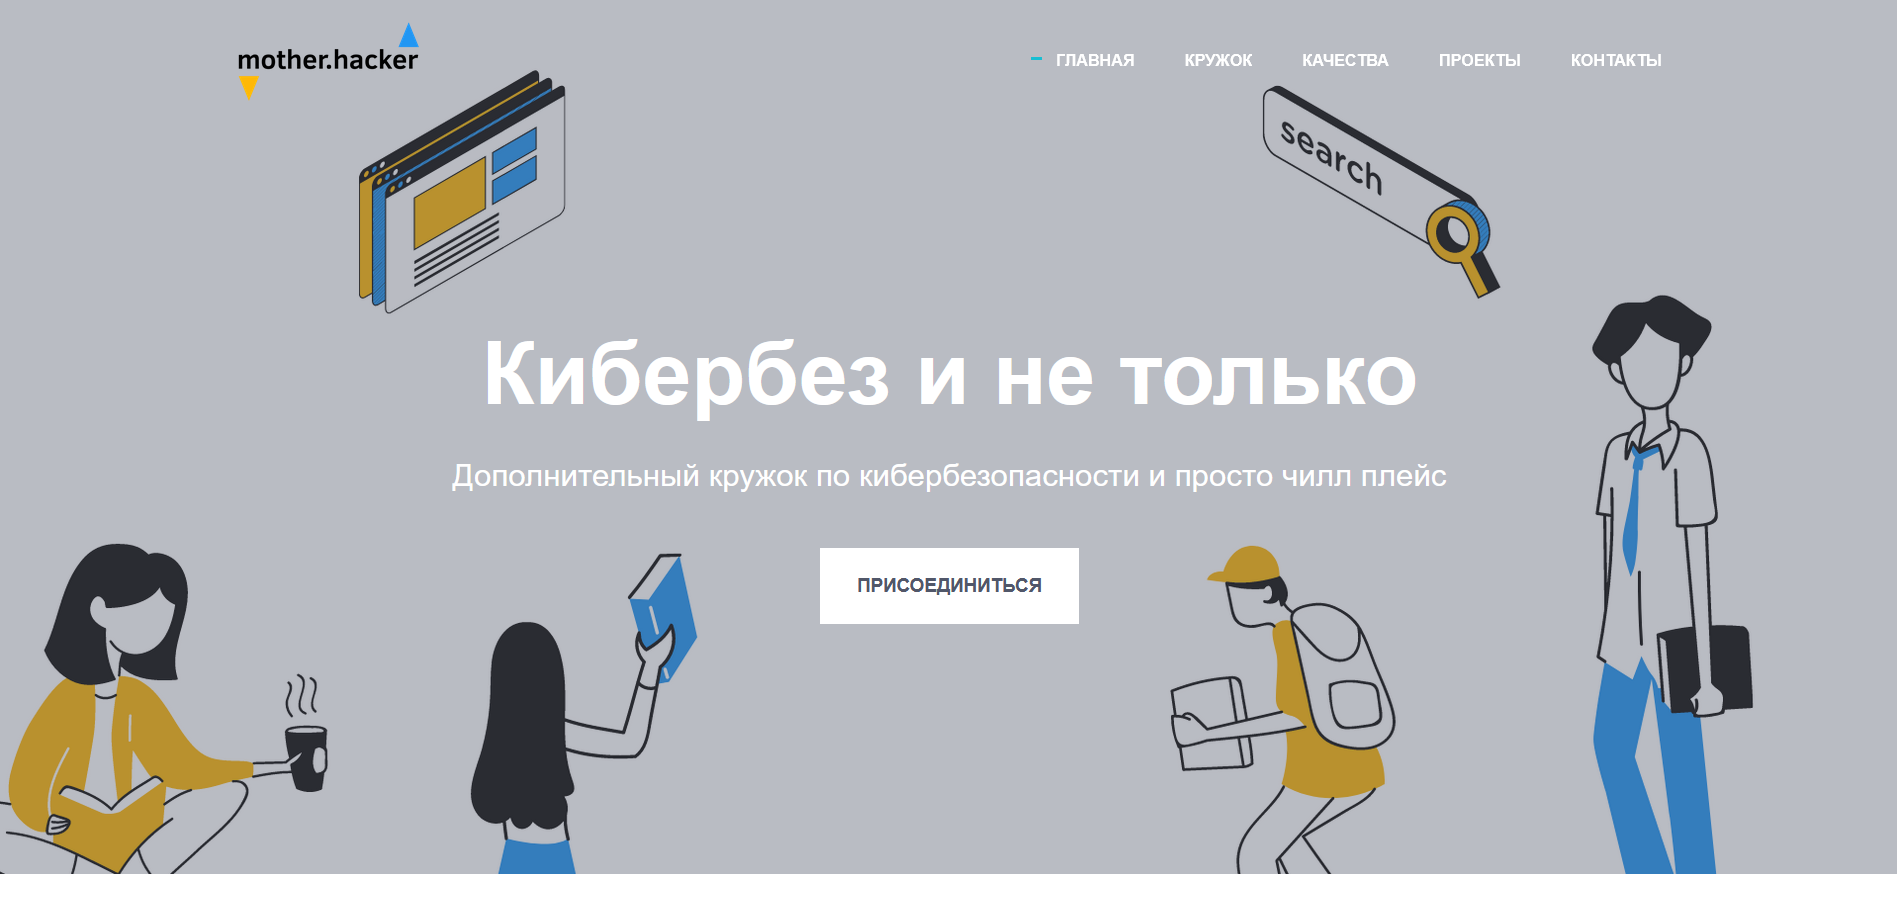 mother.hacker
ГЛАВНАЯ КРУЖОК КАЧЕСТВА ПРОЕКТЫ КОНТАКТЫ
search
Кибербез и не только
Дополнительный кружок по кибербезопасности и просто чилл плейс
ПРИСОЕДИНИТЬСЯ